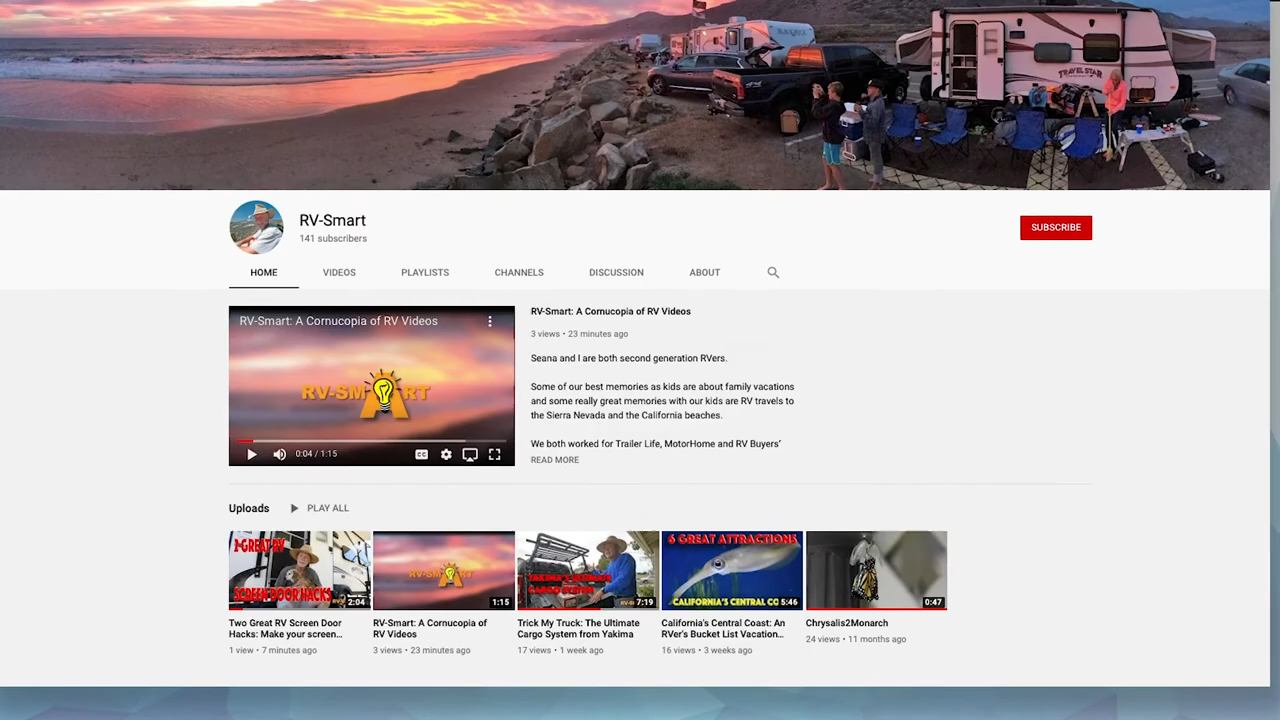 TRAVEL STAR
RV-Smart
141 subscribers
SUBSCRIBE
HOME VIDEOS PLAYLISTS CHANNELS DISCUSSION ABOUT
RV-Smart: A Cornucopia of RV Videos
RV-SMART
0:04 / 1:15
CC
RV-Smart: A Cornucopia of RV Videos
3 views • 23 minutes ago
Seana and I are both second generation RVers.
Some of our best memories as kids are about family vacations
and some really great memories with our kids are RV travels to
the Sierra Nevada and the California beaches.
We both worked for Trailer Life, MotorHome and RV Buyers’
READ MORE
Uploads PLAY ALL
2 GREAT RV
SCREEN DOOR HACKS
2:04
Two Great RV Screen Door
Hacks: Make your screen...
1 view • 7 minutes ago
RV-SMART
1:15
RV-Smart: A Cornucopia of
RV Videos
3 views • 23 minutes ago
YAKIMA'S ULTIMATE
CARGO SYSTEM
7:19
Trick My Truck: The Ultimate
Cargo System from Yakima
17 views • 1 week ago
6 GREAT ATTRACTIONS
CALIFORNIA'S CENTRAL CO
5:46
California's Central Coast: An
RVer's Bucket List Vacation...
16 views • 3 weeks ago
0:47
Chrysalis2Monarch
24 views • 11 months ago